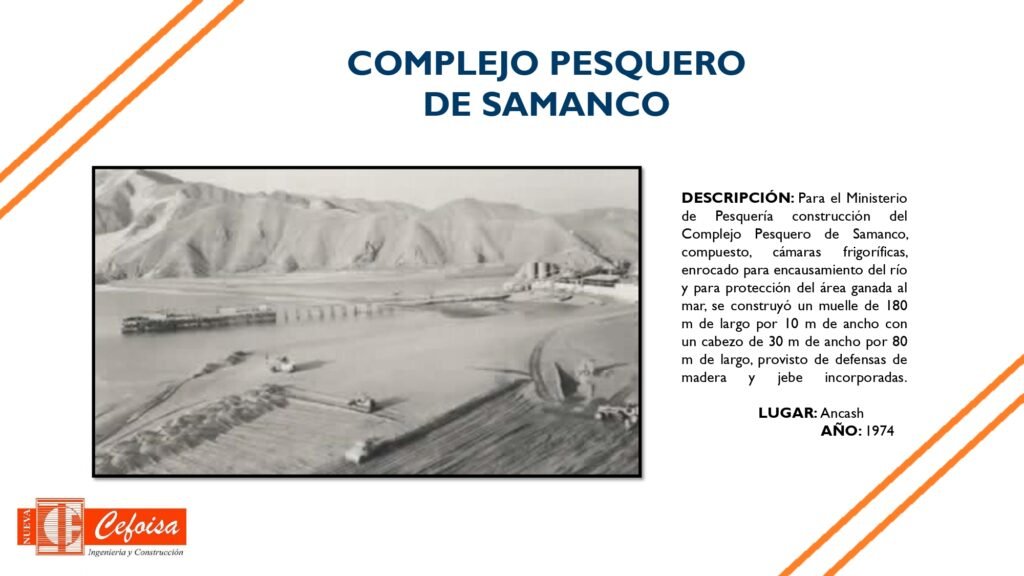 COMPLEJO PESQUERO
DE SAMANCO
DESCRIPCIÓN: Para el Ministerio
de Pesquería construcción del
Complejo Pesquero de Samanco,
compuesto, cámaras frigoríficas,
enrocado para encausamiento del río
y para protección del área ganada al
mar, se construyó un muelle de 180
m de largo por 10 m de ancho con
un cabezo de 30 m de ancho por 80
m de largo, provisto de defensas de
madera y jebe incorporadas.
LUGAR: Ancash
AÑO: 1974
NUEVA
Cefoisa
Ingeniería y Construcción